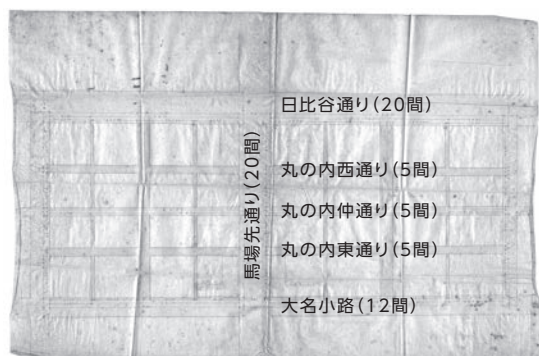 日比谷通り(20間)
馬場先通り(20間)
丸の内西通り(5間)
丸の内仲通り(5間)
丸の内東通り(5間)
大名小路(12間)